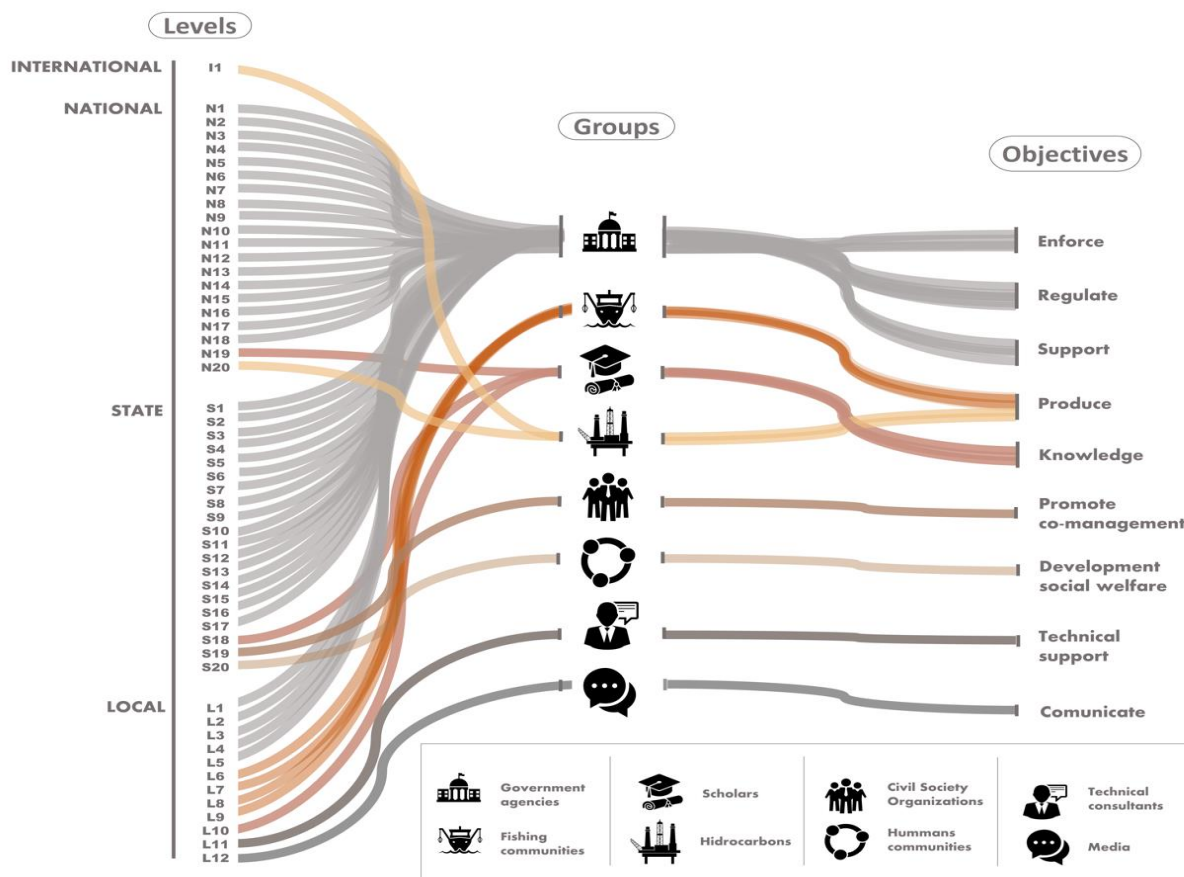 Levels
INTERNATIONAL
I1
NATIONAL
N1
N2
N3
N4
N5
N6
N7
N8
N9
N10
N11
N12
N13
N14
N15
N16
N17
N18
N19
N20
STATE
S1
S2
S3
S4
S5
S6
S7
S8
S9
S10
S11
S12
S13
S14
S15
S16
S17
S18
S19
S20
LOCAL
L1
L2
L3
L4
L5
L6
L7
L8
L9
L10
L11
L12
Groups
Objectives
Enforce
Regulate
Support
Produce
Knowledge
Promote
co-management
Development
social welfare
Technical
support
Comunicate
Government
agencies
Fishing
communities
Scholars
Hidrocarbons
Civil Society
Organizations
Hummans
communities
Technical
consultants
Media